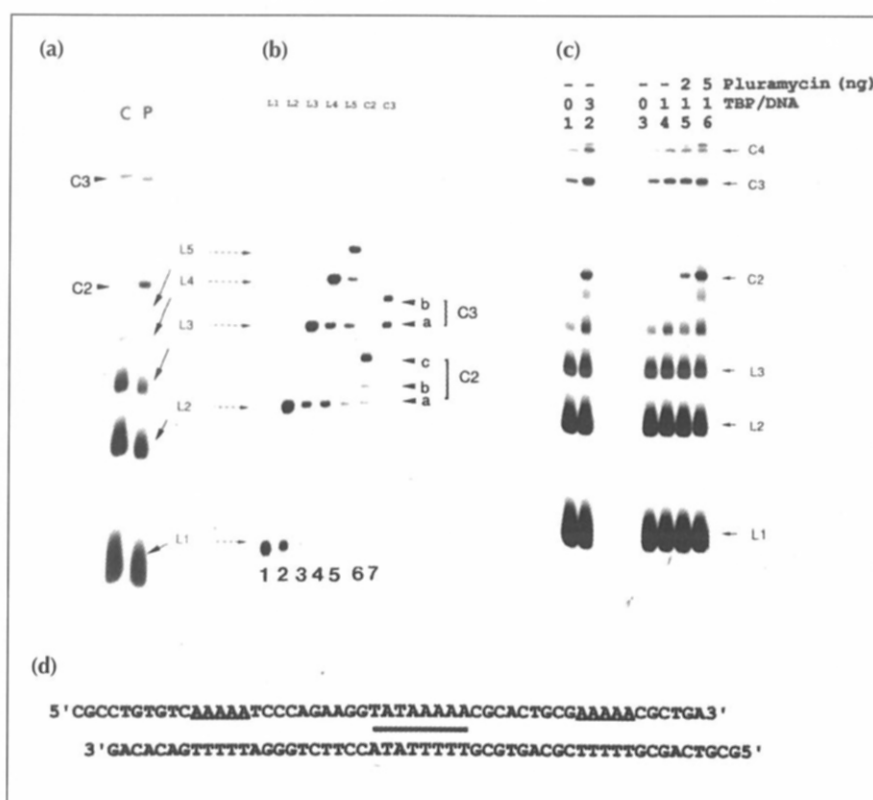 (a) (b) (c)
- - - - 2 5 Pluramycin (ng)
L1 L2 L3 L4 L5 C2 C3
C P
0 3 0 1 1 1 TBP/DNA
1 2 3 4 5 6
C4
C3
C3
L5
L4
C2
C2
b
C3
L3
a
c
L3
b
C2
L2
a
L2
L1
L1
1 2 3 4 5 6 7
(d)
5'CGCCTGTGTCAAAAATCCCAGAAGGTATAAAAACGCACTGCGAAAAACGCTGA3'
3'GACACAGTTTTTAGGGTCTTCCATATTTTTGCGTGACGCTTTTTGCGACTGCG5'